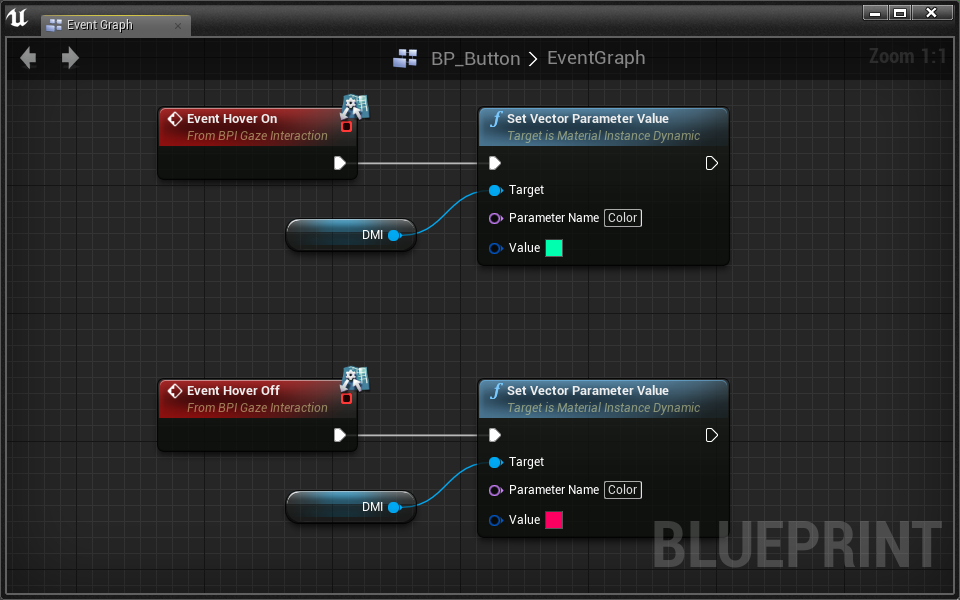 Event Graph
BP_Button > EventGraph
Zoom 1:1
Event Hover On
From BPI Gaze Interaction
Set Vector Parameter Value
Target is Material Instance Dynamic
Target
Parameter Name Color
DMI
Value
Event Hover Off
From BPI Gaze Interaction
Set Vector Parameter Value
Target is Material Instance Dynamic
Target
Parameter Name Color
DMI
Value
BLUEPRINT